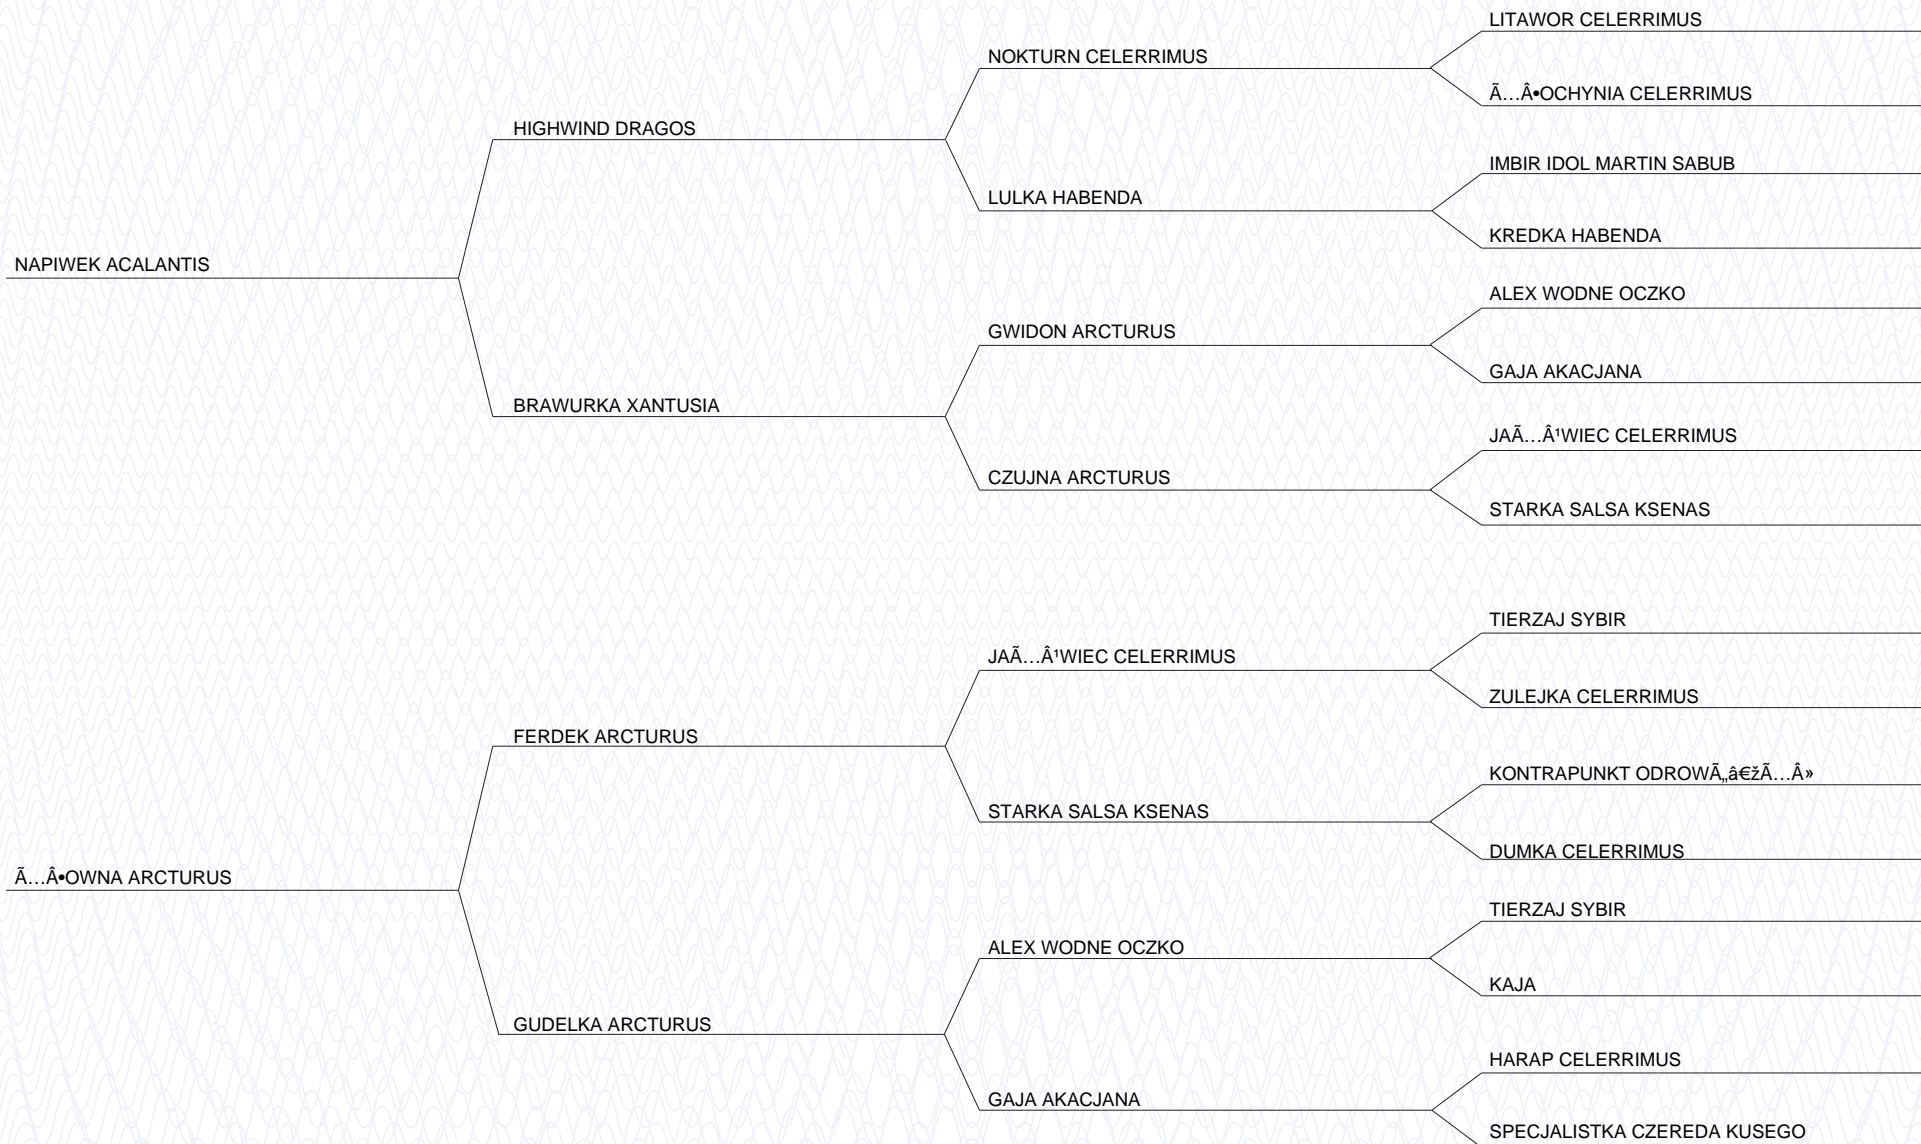 LITAWOR CELERRIMUS
NOKTURN CELERRIMUS
Ã…Â•OCHYNIA CELERRIMUS
HIGHWIND DRAGOS
IMBIR IDOL MARTIN SABUB
LULKA HABENDA
KREDKA HABENDA
NAPIWEK ACALANTIS
ALEX WODNE OCZKO
GWIDON ARCTURUS
GAJA AKACJANA
BRAWURKA XANTUSIA
JAÃ…Â¹WIEC CELERRIMUS
CZUJNA ARCTURUS
STARKA SALSA KSENAS
TIERZAJ SYBIR
JAÃ…Â¹WIEC CELERRIMUS
ZULEJKA CELERRIMUS
FERDEK ARCTURUS
KONTRAPUNKT ODROWÃ„â€žÃ…Â»
STARKA SALSA KSENAS
DUMKA CELERRIMUS
Ã…Â•OWNA ARCTURUS
TIERZAJ SYBIR
ALEX WODNE OCZKO
KAJA
GUDELKA ARCTURUS
HARAP CELERRIMUS
GAJA AKACJANA
SPECJALISTKA CZEREDA KUSEGO